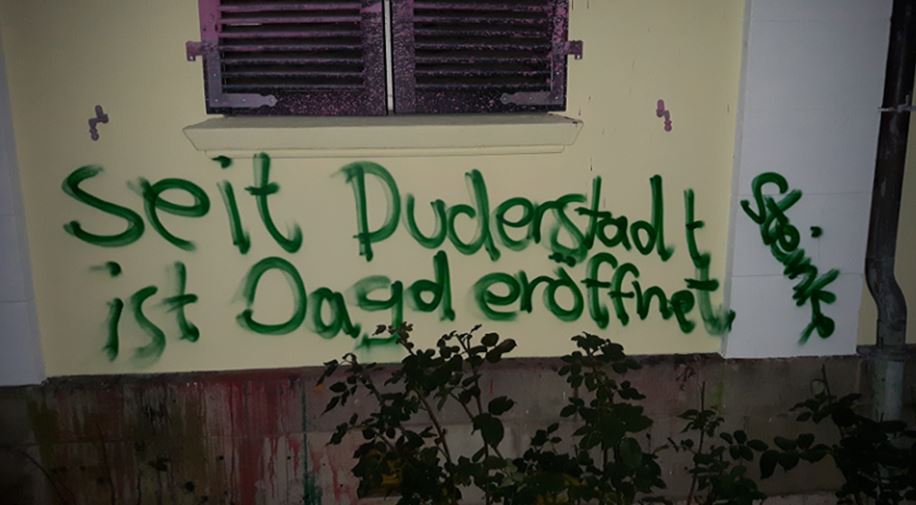 Seit Duderstadt
ist Jagd eröffnet